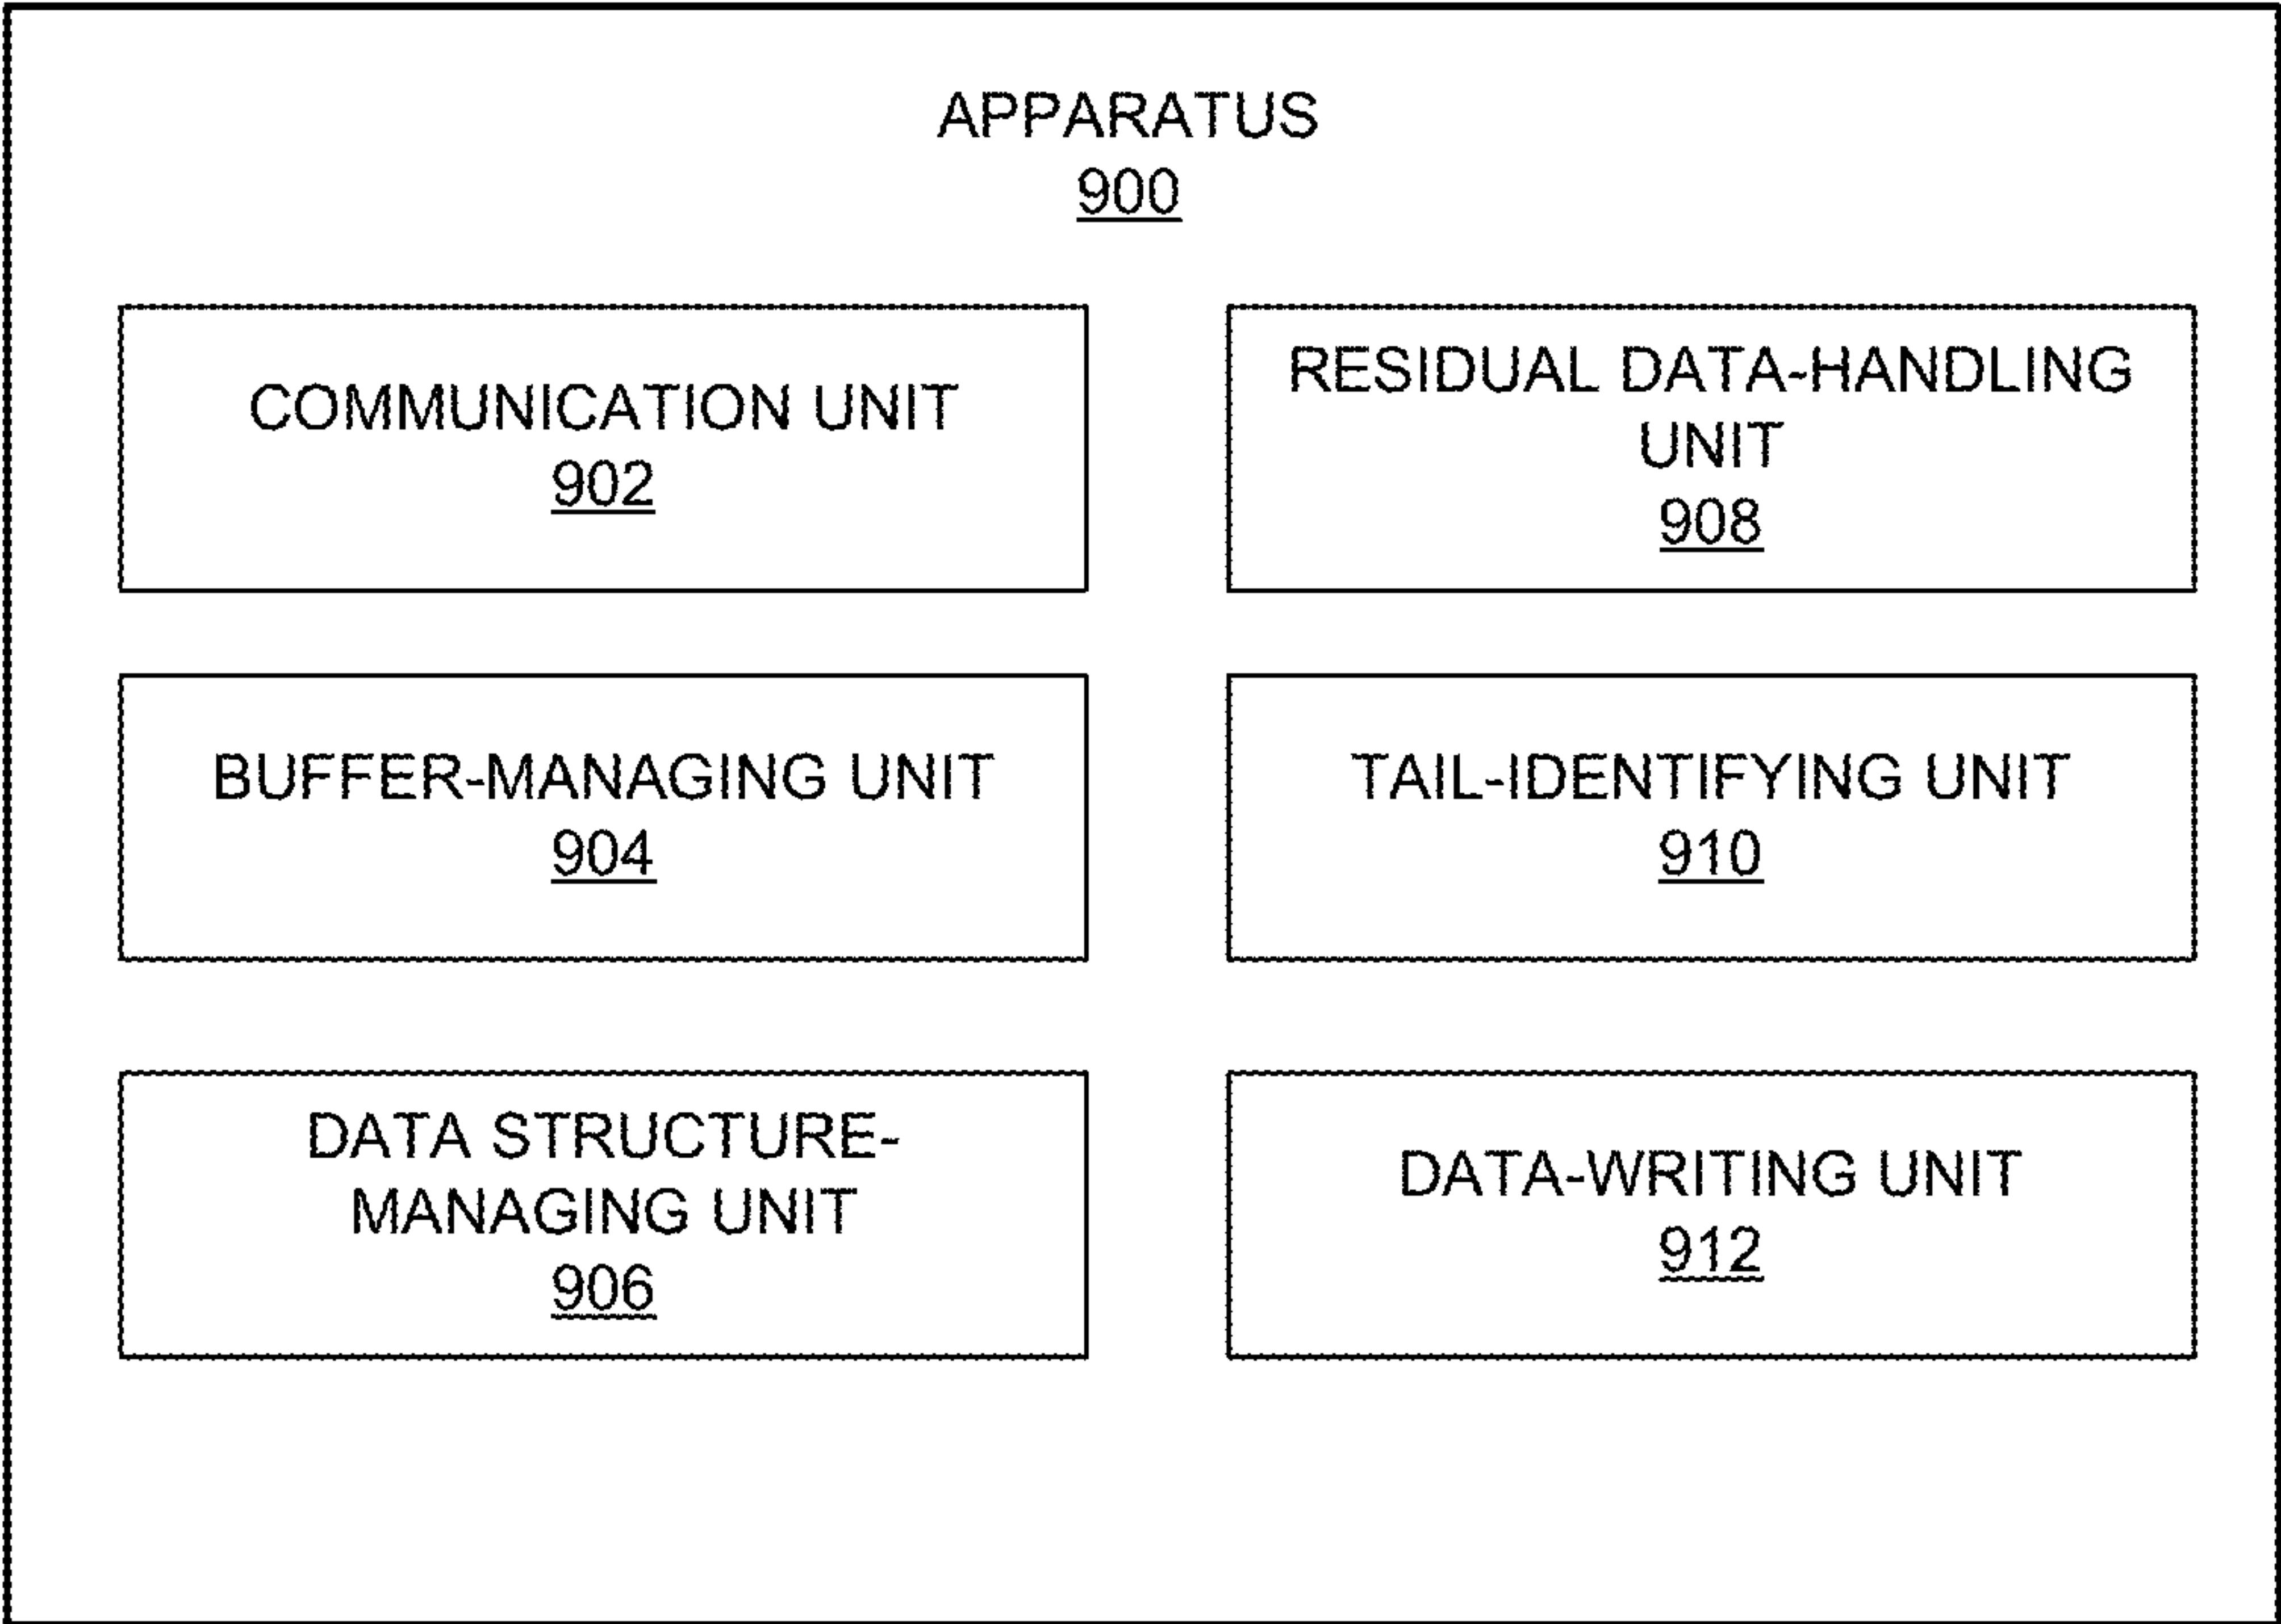 APPARATUS
900
COMMUNICATION UNIT
902
RESIDUAL DATA-HANDLING
UNIT
908
BUFFER-MANAGING UNIT
904
TAIL-IDENTIFYING UNIT
910
DATA STRUCTURE-
MANAGING UNIT
906
DATA-WRITING UNIT
912